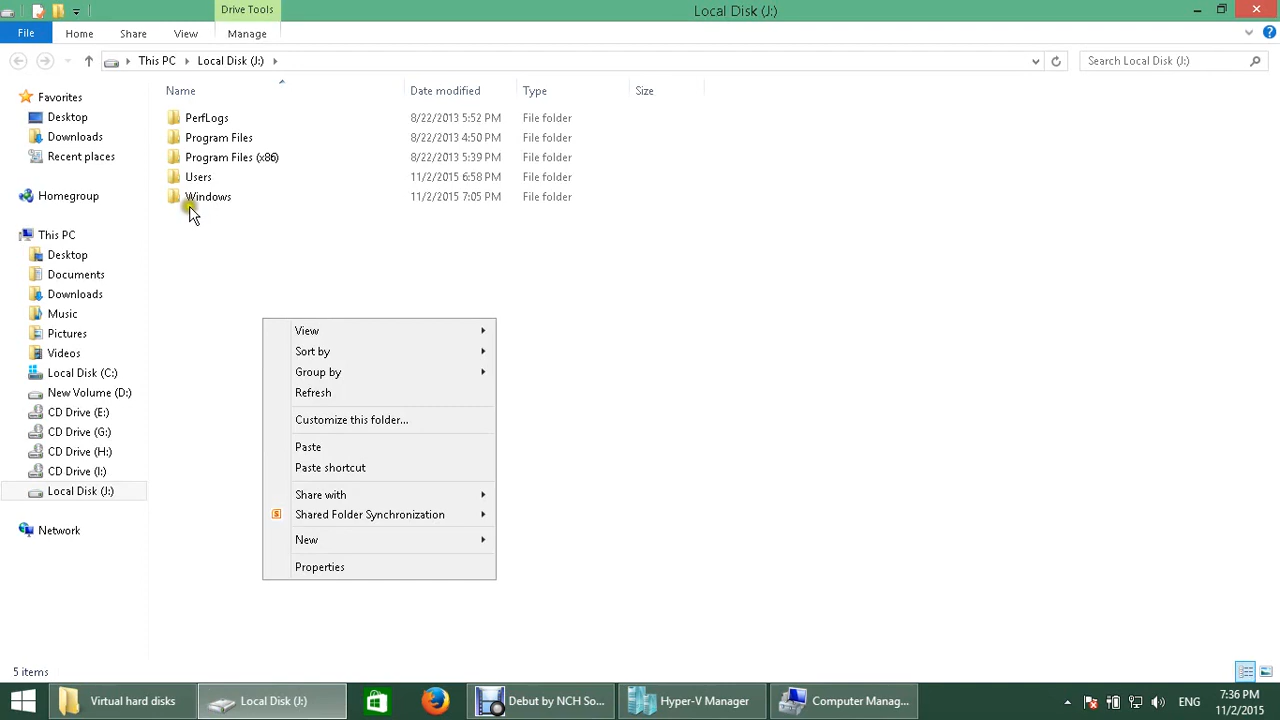 Drive Tools
Local Disk (J:)
File Home Share View Manage
This PC Local Disk (J:)
Search Local Disk (J:)
Name Date modified Type Size
Favorites
Desktop
Downloads
Recent places
Homegroup
This PC
Desktop
Documents
Downloads
Music
Pictures
Videos
Local Disk (C:)
New Volume (D:)
CD Drive (E:)
CD Drive (G:)
CD Drive (H:)
CD Drive (I:)
Local Disk (J:)
Network
PerfLogs 8/22/2013 5:52 PM File folder
Program Files 8/22/2013 4:50 PM File folder
Program Files (x86) 8/22/2013 5:39 PM File folder
Users 11/2/2015 6:58 PM File folder
Windows 11/2/2015 7:05 PM File folder
View
Sort by
Group by
Refresh
Customize this folder...
Paste
Paste shortcut
Share with
Shared Folder Synchronization
New
Properties
5 items
Virtual hard disks
Local Disk (J:)
Debut by NCH So...
Hyper-V Manager
Computer Manag...
ENG
7:36 PM
11/2/2015